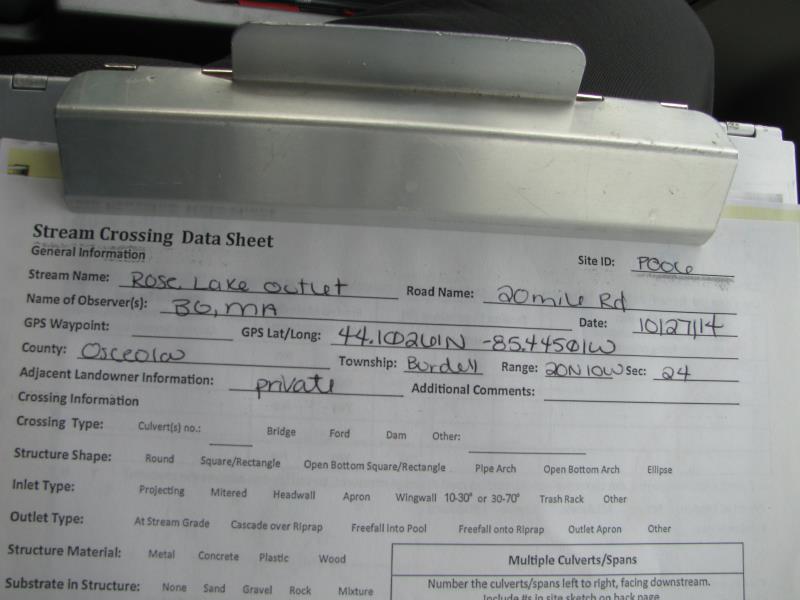 Stream Crossing Data Sheet
General Information Site ID: P006
Stream Name: Rose Lake outlet Road Name: 20 mile Rd
Name of Observer(s): BG, MA Date: 10/27/14
GPS Waypoint: GPS Lat/Long: 44.10261N -85.44501W
County: Osceola Township: Burdell Range: 20N10W Sec: 24
Adjacent Landowner Information: private Additional Comments:
Crossing Information
Crossing Type: Culvert(s) no.: Bridge Ford Dam Other:
Structure Shape: Round Square/Rectangle Open Bottom Square/Rectangle Pipe Arch Open Bottom Arch Ellipse
Inlet Type: Projecting Mitered Headwall Apron Wingwall 10-30° or 30-70° Trash Rack Other
Outlet Type: At Stream Grade Cascade over Riprap Freefall into Pool Freefall onto Riprap Outlet Apron Other
Structure Material: Metal Concrete Plastic Wood
Multiple Culverts/Spans
Substrate in Structure: None Sand Gravel Rock Mixture
Number the culverts/spans left to right, facing downstream.
Include #s in site sketch on back page